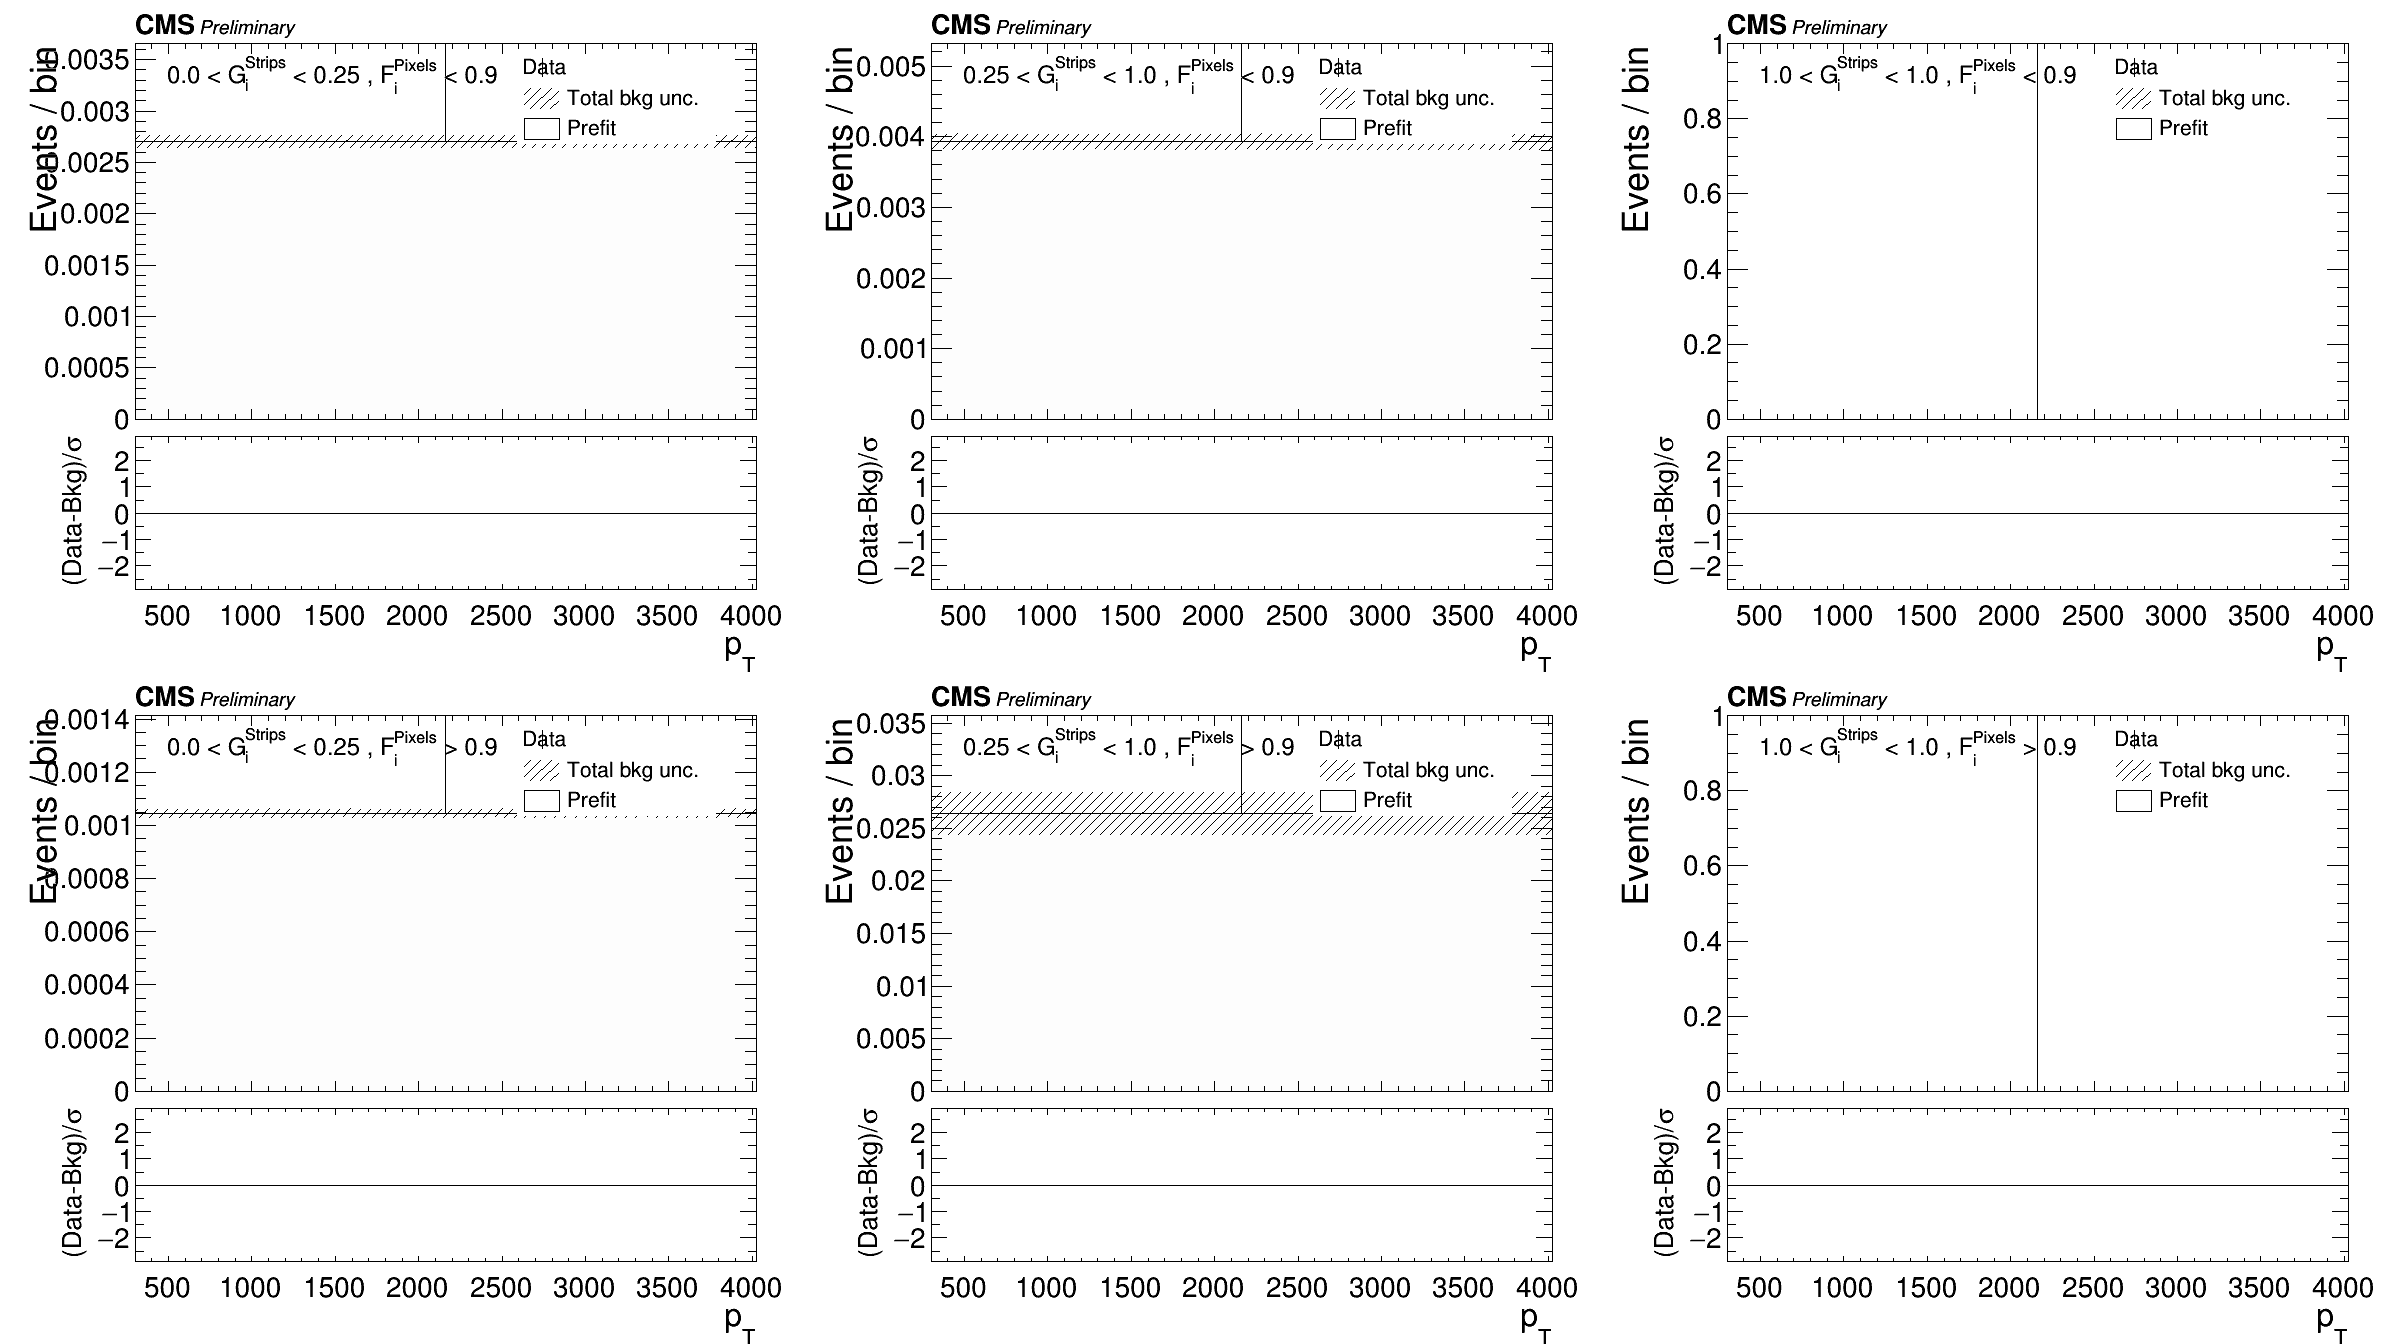 CMS Preliminary
0.0 < G_i^Strips < 0.25 , F_i^Pixels < 0.9
Data
Total bkg unc.
Prefit
Events / bin
0.0035
0.003
0.0025
0.002
0.0015
0.001
0.0005
0
(Data-Bkg)/σ
2
1
0
−1
−2
500 1000 1500 2000 2500 3000 3500 4000
p_T
CMS Preliminary
0.25 < G_i^Strips < 1.0 , F_i^Pixels < 0.9
Data
Total bkg unc.
Prefit
Events / bin
0.005
0.004
0.003
0.002
0.001
0
(Data-Bkg)/σ
2
1
0
−1
−2
500 1000 1500 2000 2500 3000 3500 4000
p_T
CMS Preliminary
1.0 < G_i^Strips < 1.0 , F_i^Pixels < 0.9
Data
Total bkg unc.
Prefit
Events / bin
1
0.8
0.6
0.4
0.2
0
(Data-Bkg)/σ
2
1
0
−1
−2
500 1000 1500 2000 2500 3000 3500 4000
p_T
CMS Preliminary
0.0 < G_i^Strips < 0.25 , F_i^Pixels > 0.9
Data
Total bkg unc.
Prefit
Events / bin
0.0014
0.0012
0.001
0.0008
0.0006
0.0004
0.0002
0
(Data-Bkg)/σ
2
1
0
−1
−2
500 1000 1500 2000 2500 3000 3500 4000
p_T
CMS Preliminary
0.25 < G_i^Strips < 1.0 , F_i^Pixels > 0.9
Data
Total bkg unc.
Prefit
Events / bin
0.035
0.03
0.025
0.02
0.015
0.01
0.005
0
(Data-Bkg)/σ
2
1
0
−1
−2
500 1000 1500 2000 2500 3000 3500 4000
p_T
CMS Preliminary
1.0 < G_i^Strips < 1.0 , F_i^Pixels > 0.9
Data
Total bkg unc.
Prefit
Events / bin
1
0.8
0.6
0.4
0.2
0
(Data-Bkg)/σ
2
1
0
−1
−2
500 1000 1500 2000 2500 3000 3500 4000
p_T